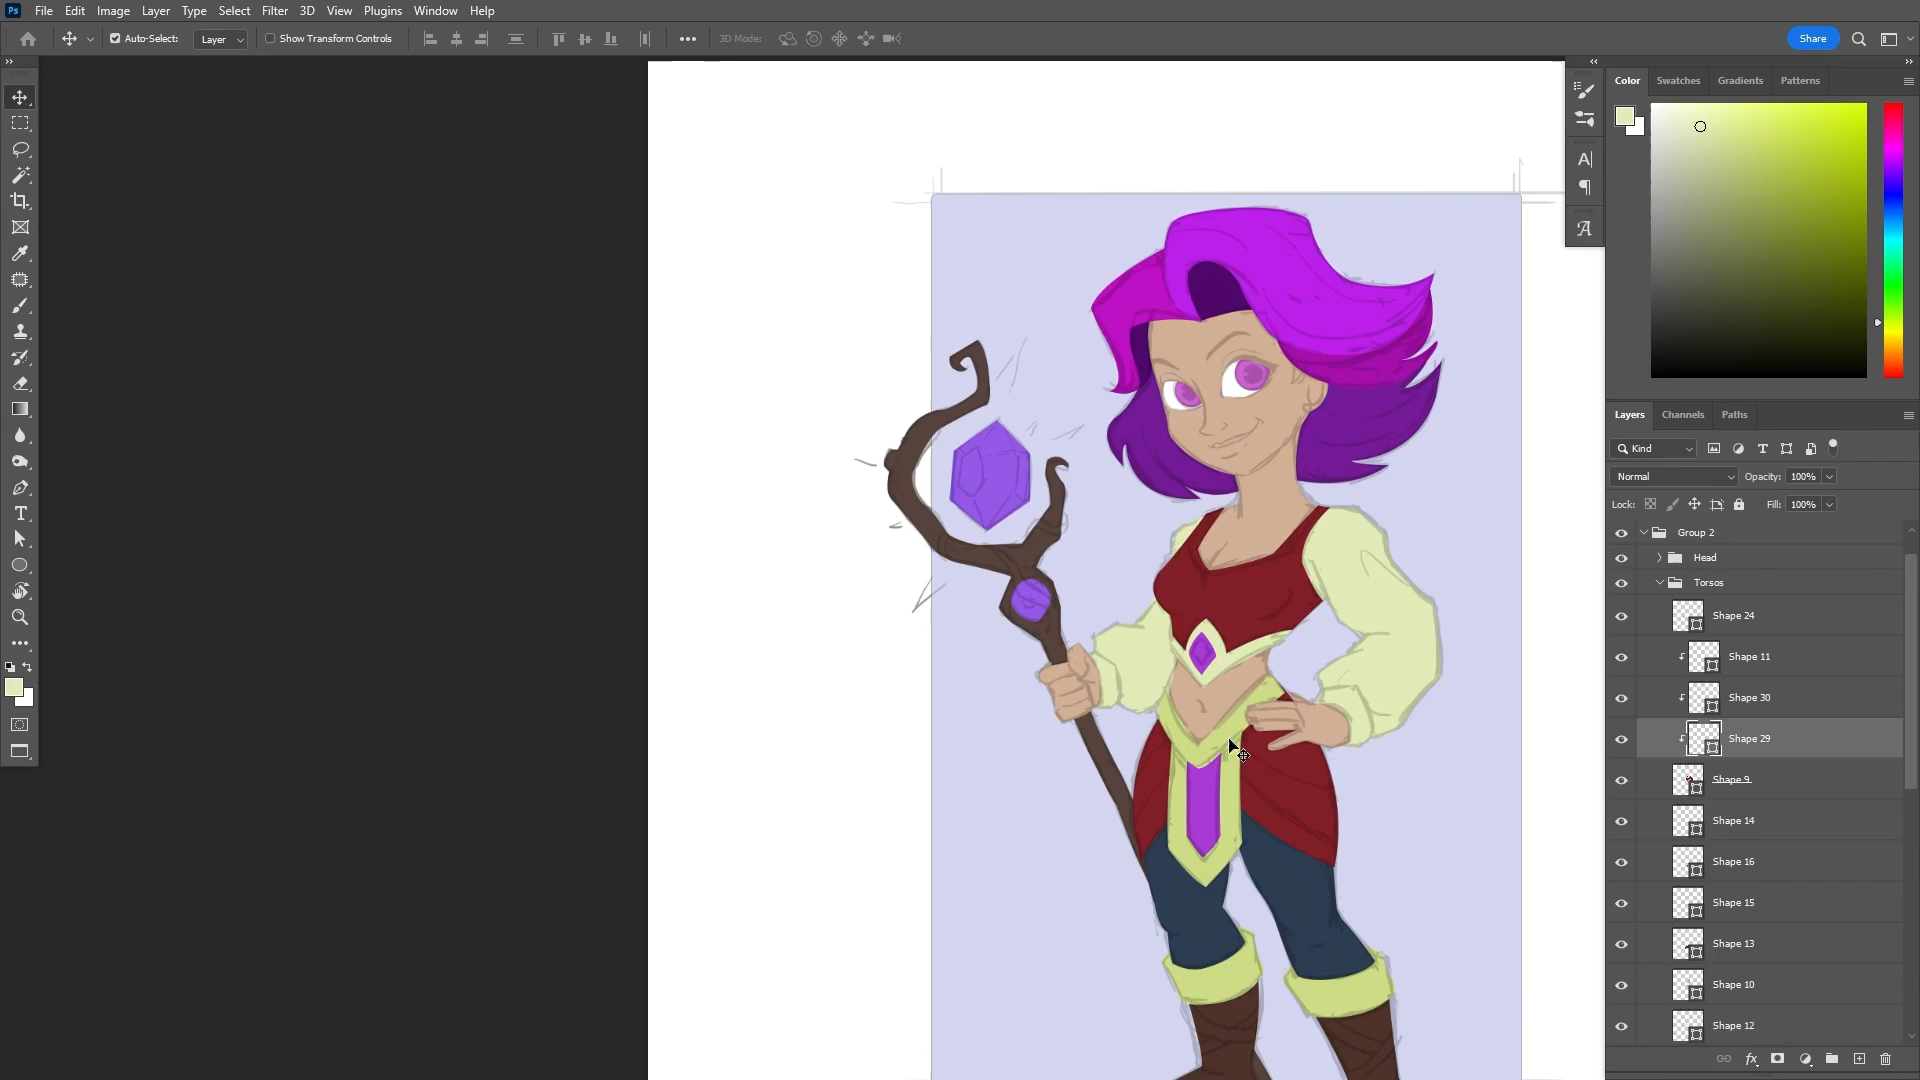 Ps File Edit Image Layer Type Select Filter 3D View Plugins Window Help
Auto-Select: Layer Show Transform Controls 3D Mode: Share
Color Swatches Gradients Patterns
Layers Channels Paths
Kind
Normal Opacity: 100%
Lock: Fill: 100%
Group 2
Head
Torsos
Shape 24
Shape 11
Shape 30
Shape 29
Shape 9
Shape 14
Shape 16
Shape 15
Shape 13
Shape 10
Shape 12
fx